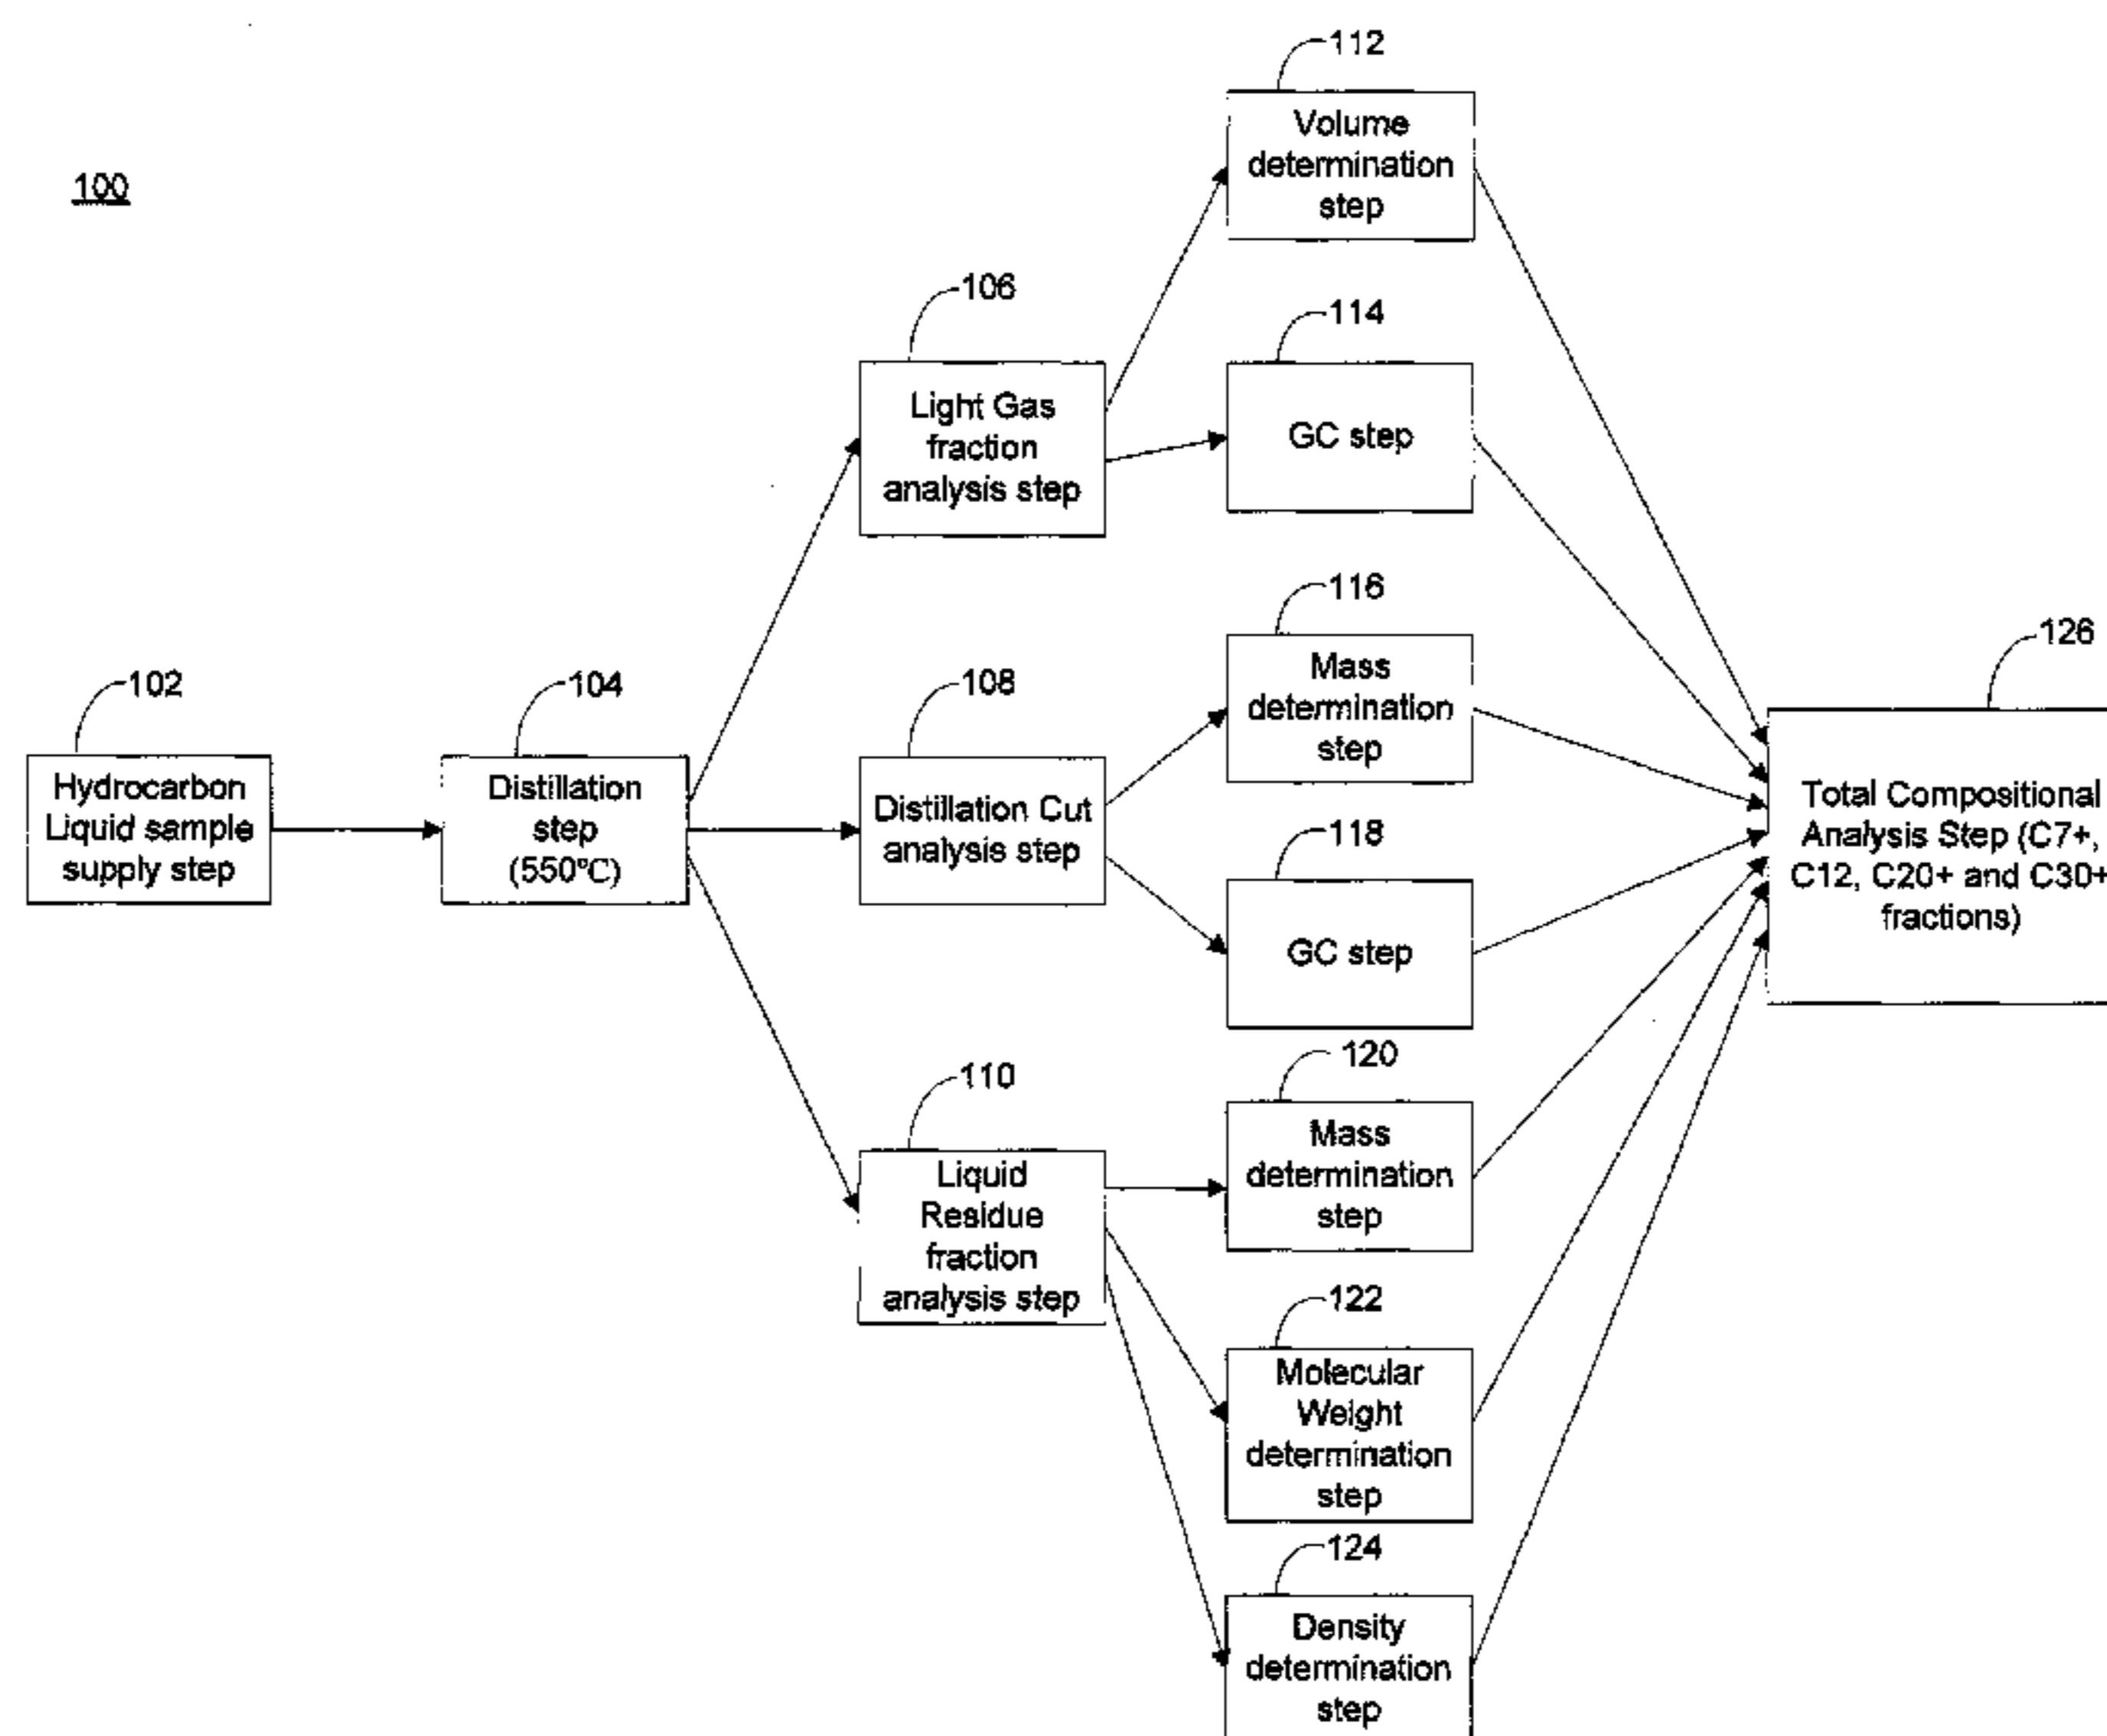 100
112
Volume
determination
step
106
Light Gas
fraction
analysis step
114
GC step
102
Hydrocarbon
Liquid sample
supply step
104
Distillation
step
(550℃)
108
Distillation Cut
analysis step
116
Mass
determination
step
118
GC step
110
Liquid
Residue
fraction
analysis step
120
Mass
determination
step
122
Molecular
Weight
determination
step
124
Density
determination
step
126
Total Compositional
Analysis Step (C7+,
C12, C20+ and C30+
fractions)